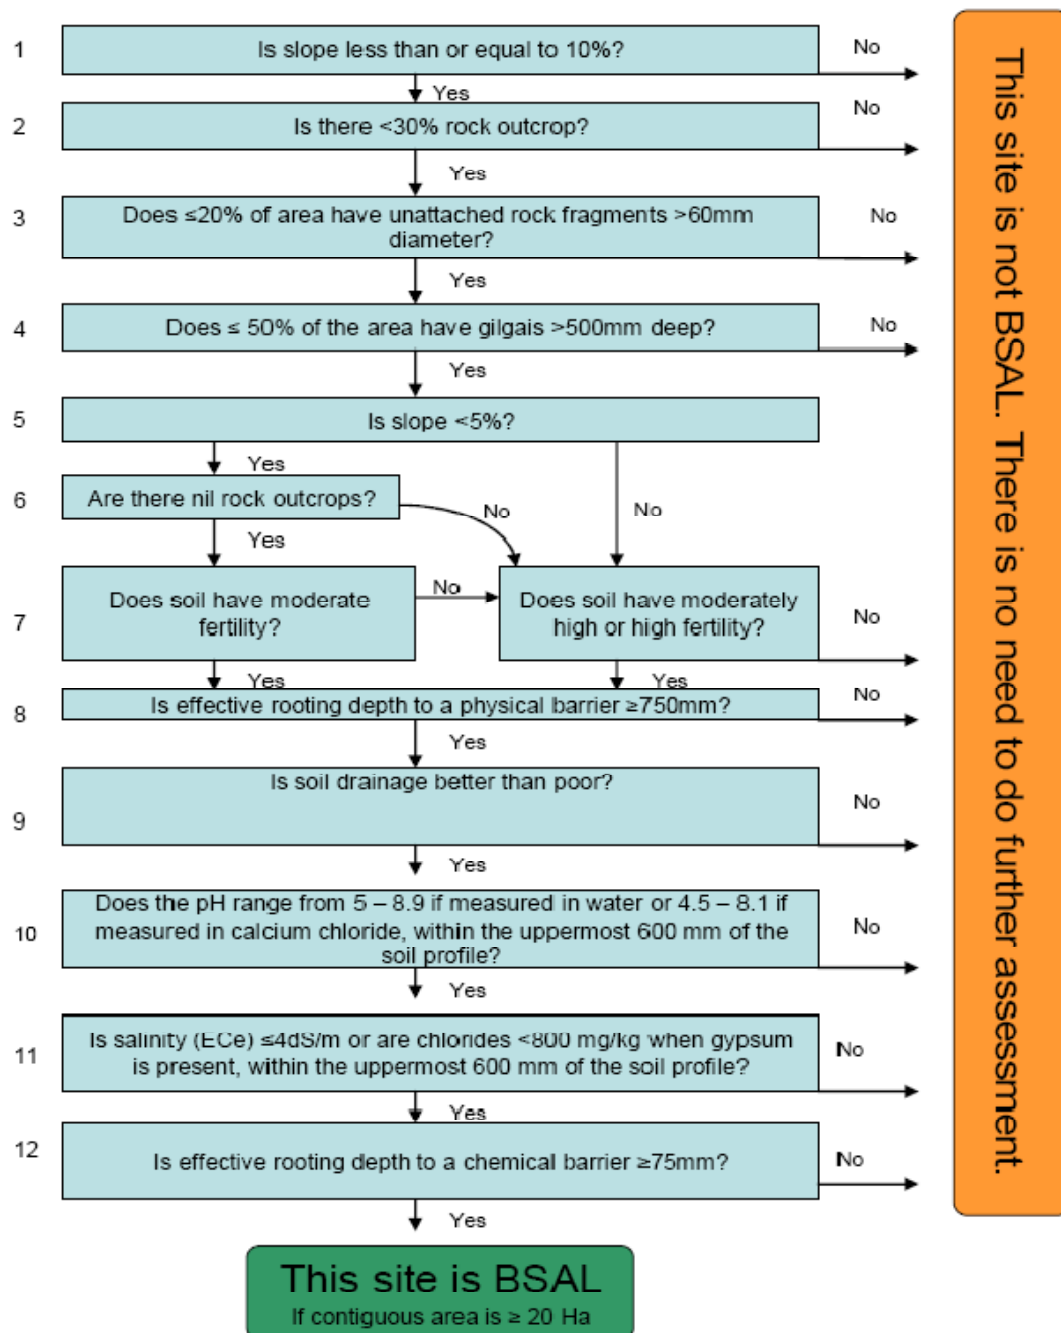 1
Is slope less than or equal to 10%?
No
Yes
2
Is there <30% rock outcrop?
No
Yes
3
Does ≤20% of area have unattached rock fragments >60mm
diameter?
No
Yes
4
Does ≤ 50% of the area have gilgais >500mm deep?
No
Yes
5
Is slope <5%?
Yes
No
6
Are there nil rock outcrops?
No
Yes
7
Does soil have moderate
fertility?
No
Does soil have moderately
high or high fertility?
No
Yes
Yes
8
Is effective rooting depth to a physical barrier ≥750mm?
No
Yes
9
Is soil drainage better than poor?
No
Yes
10
Does the pH range from 5 – 8.9 if measured in water or 4.5 – 8.1 if
measured in calcium chloride, within the uppermost 600 mm of the
soil profile?
No
Yes
11
Is salinity (ECe) ≤4dS/m or are chlorides <800 mg/kg when gypsum
is present, within the uppermost 600 mm of the soil profile?
No
Yes
12
Is effective rooting depth to a chemical barrier ≥75mm?
No
Yes
This site is BSAL
If contiguous area is ≥ 20 Ha
This site is not BSAL. There is no need to do further assessment.